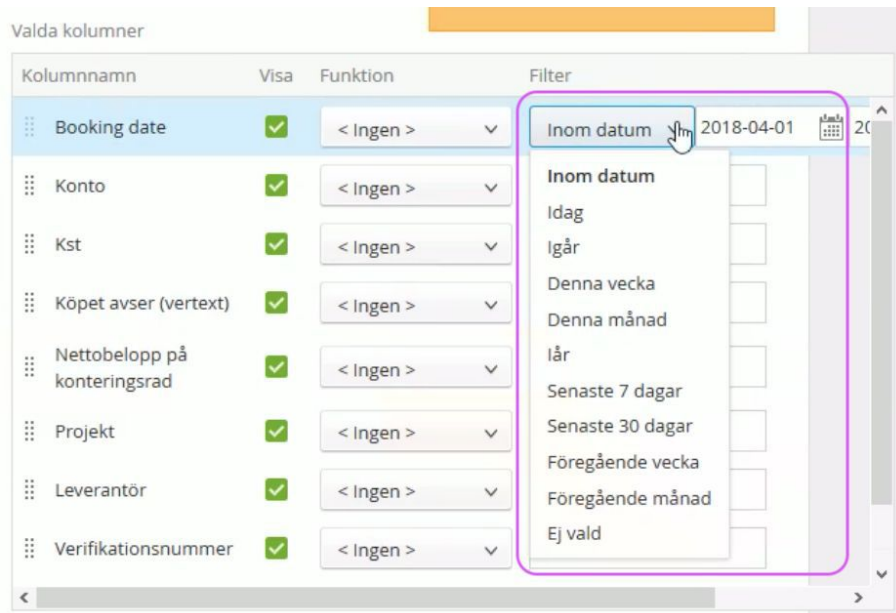 Valda kolumner
Kolumnnamn Visa Funktion Filter
Booking date < Ingen > Inom datum 2018-04-01
Konto < Ingen > Inom datum
Idag
Kst < Ingen > Igår
Denna vecka
Köpet avser (vertext) < Ingen > Denna månad
Nettobelopp på
konteringsrad < Ingen > Iår
Senaste 7 dagar
Projekt < Ingen > Senaste 30 dagar
Föregående vecka
Leverantör < Ingen > Föregående månad
Ej vald
Verifikationsnummer < Ingen >